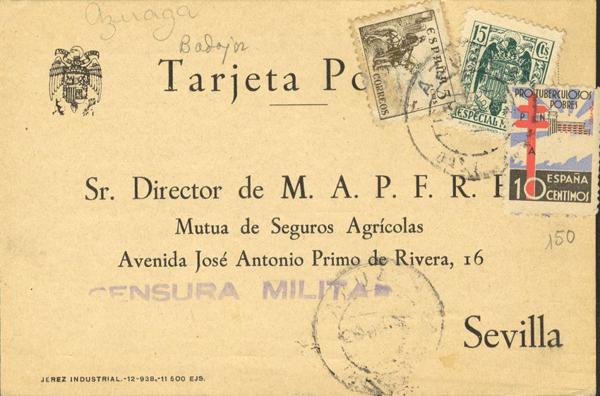 Azuaga
Badajoz
Tarjeta Po
ESPAÑA
CORREOS
15 Cts
ESPECIAL
PRO TUBERCULOSOS
POBRES
ESPAÑA
10 CENTIMOS
Sr. Director de M. A. P. F. R. E
Mutua de Seguros Agrícolas
Avenida José Antonio Primo de Rivera, 16
150
CENSURA MILITAR
Sevilla
JEREZ INDUSTRIAL.-12-938.-11 500 EJS.